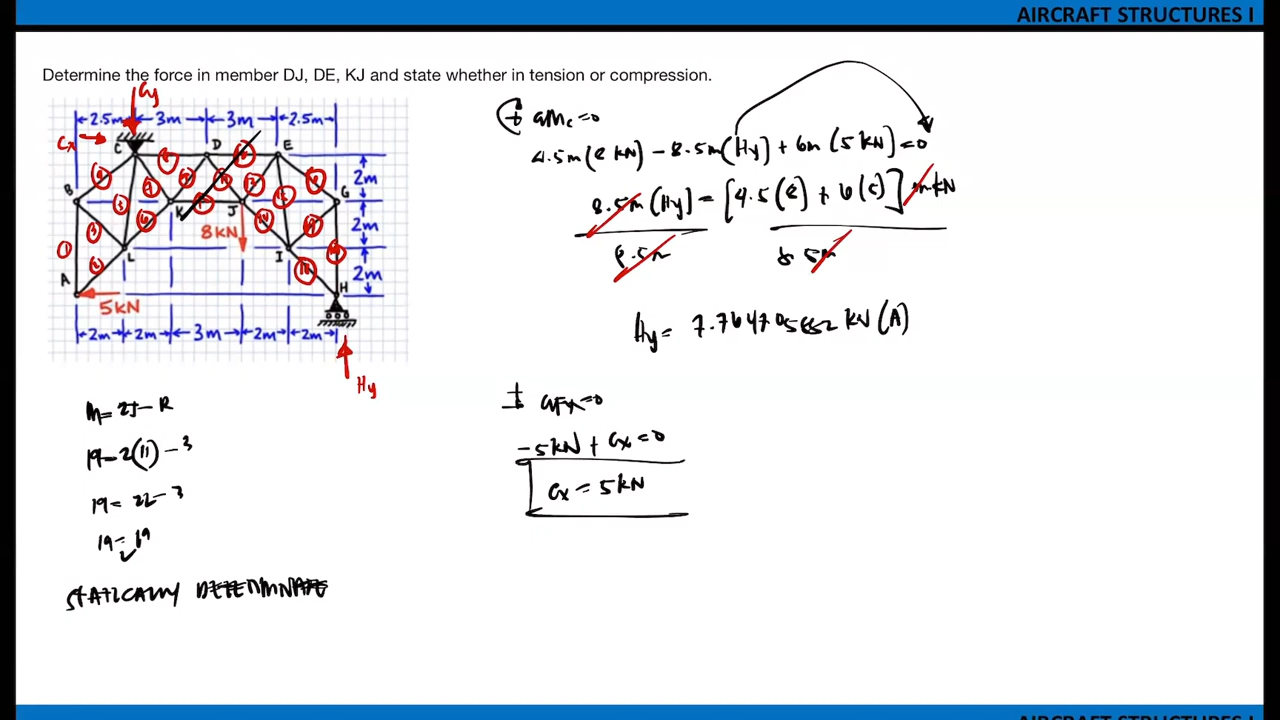 AIRCRAFT STRUCTURES I
Determine the force in member DJ, DE, KJ and state whether in tension or compression.
Cy
2.5m 3m 3m 2.5m
Cx
C D E
2m
B K J G
8KN 2m
L I
2m
A H
5KN
2m 2m 3m 2m 2m
Hy
M=2J-R
19=2(11)-3
19=22-3
19=19
STATICALLY DETERMINATE
+ ΣMc=0
4.5m(8 kN) - 8.5m(Hy) + 6m(5kN)=0
8.5m(Hy) = [4.5(8) + 6(5)] m kN
8.5m 8.5m
Hy= kN(A)
+ ΣFx=0
-5kN + Cx=0
Cx = 5kN